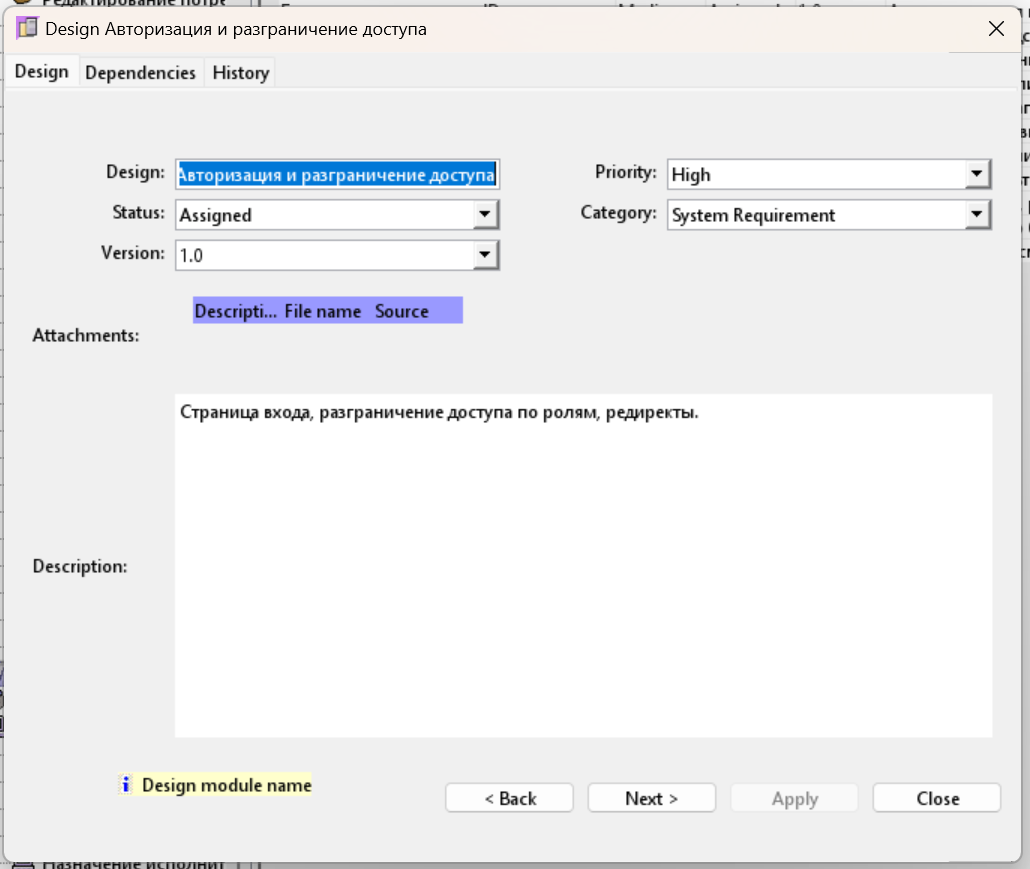 Design Авторизация и разграничение доступа
Design Dependencies History
Design: Авторизация и разграничение доступа Priority: High
Status: Assigned Category: System Requirement
Version: 1.0
Descripti... File name Source
Attachments:
Страница входа, разграничение доступа по ролям, редиректы.
Description:
i Design module name
< Back Next > Apply Close